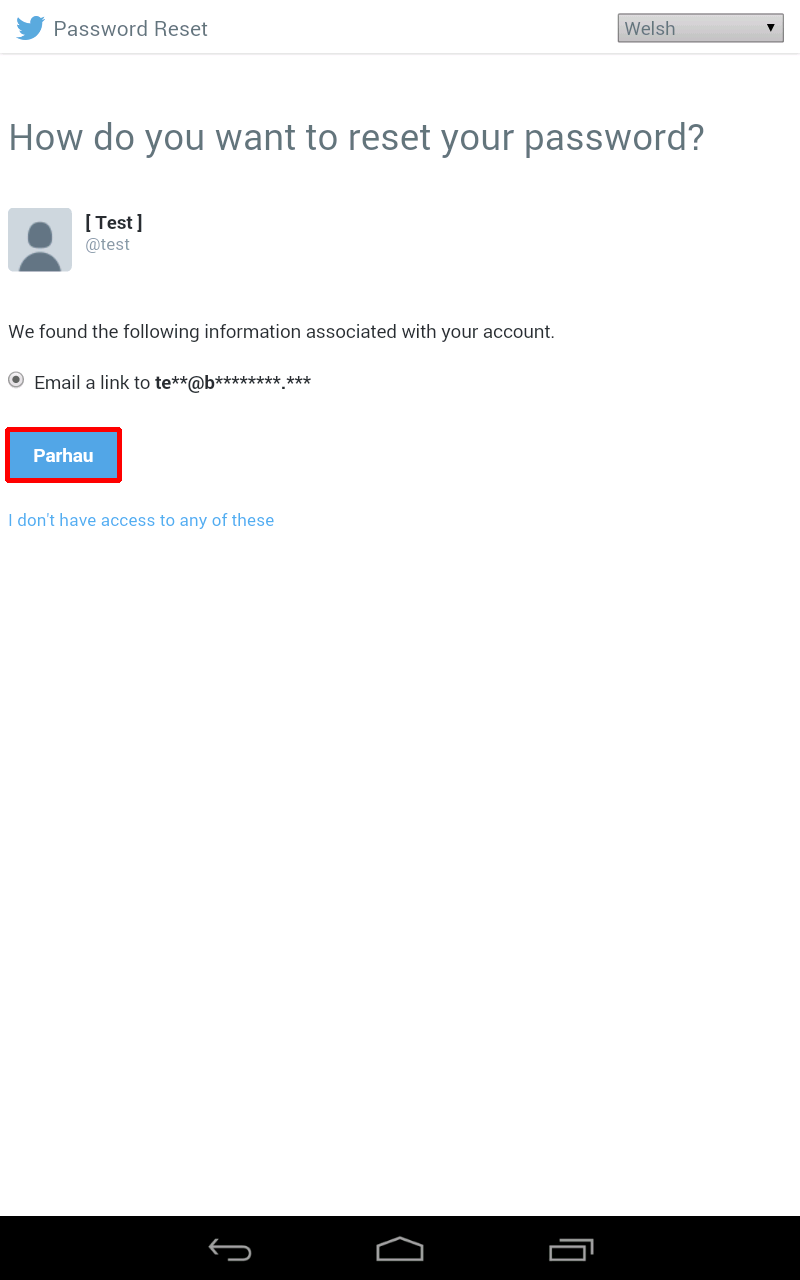 Password Reset
Welsh
How do you want to reset your password?
[ Test ]
@test
We found the following information associated with your account.
Email a link to te**@b********.***
Parhau
I don't have access to any of these